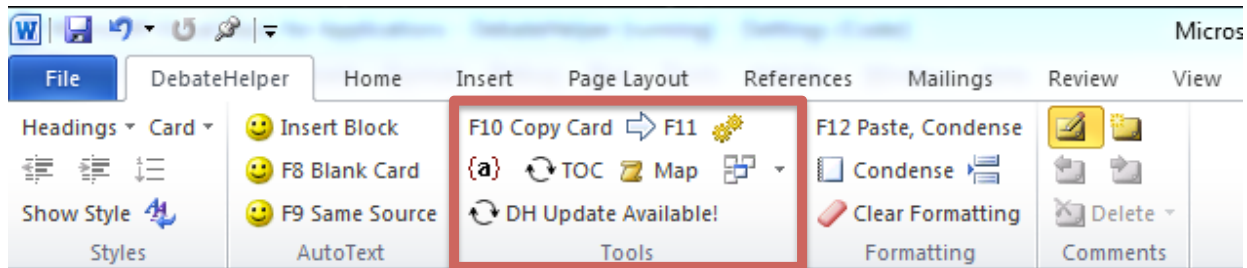 W Micros
File DebateHelper Home Insert Page Layout References Mailings Review View
Headings Card Insert Block F10 Copy Card F11 F12 Paste, Condense
F8 Blank Card {a} TOC Map Condense
Show Style F9 Same Source DH Update Available! Clear Formatting Delete
Styles AutoText Tools Formatting Comments